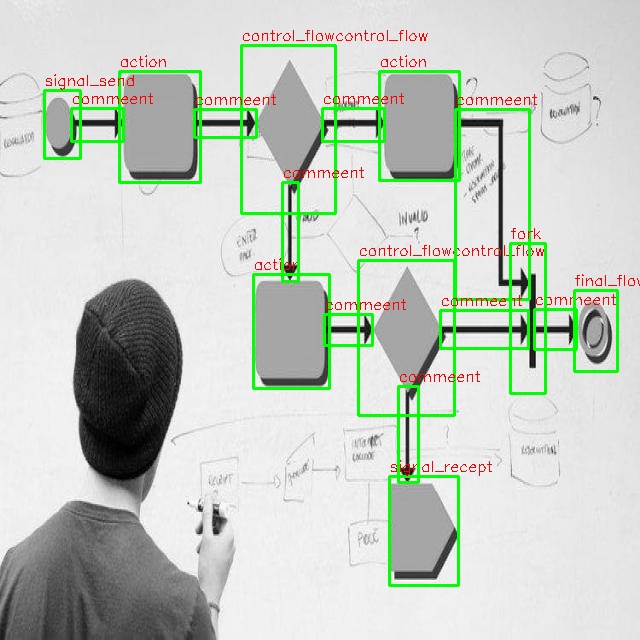 control_flowcontrol_flow
action
action
signal_send
commeent
commeent
commeent
commeent
commeent
INVALID
?
fork
ENTER
control_flowcontrol_flow
action
final_flow
commeent
commeent
commeent
commeent
signal_recept
RECEIPT